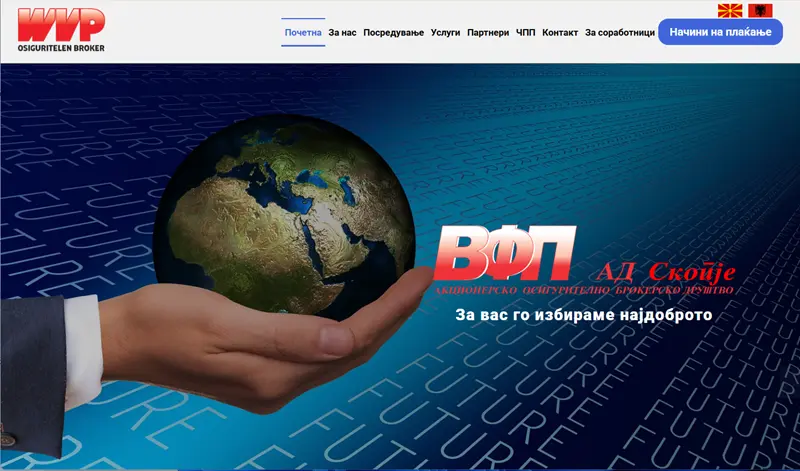 WVP
OSIGURITELEN BROKER
Почетна За нас Посредување Услуги Партнери ЧПП Контакт За соработници
Начини на плаќање
ВФП АД Скопје
АКЦИОНЕРСКО ОСИГУРИТЕЛНО БРОКЕРСКО ДРУШТВО
За вас го избираме најдоброто
FUTURE FUTURE FUTURE